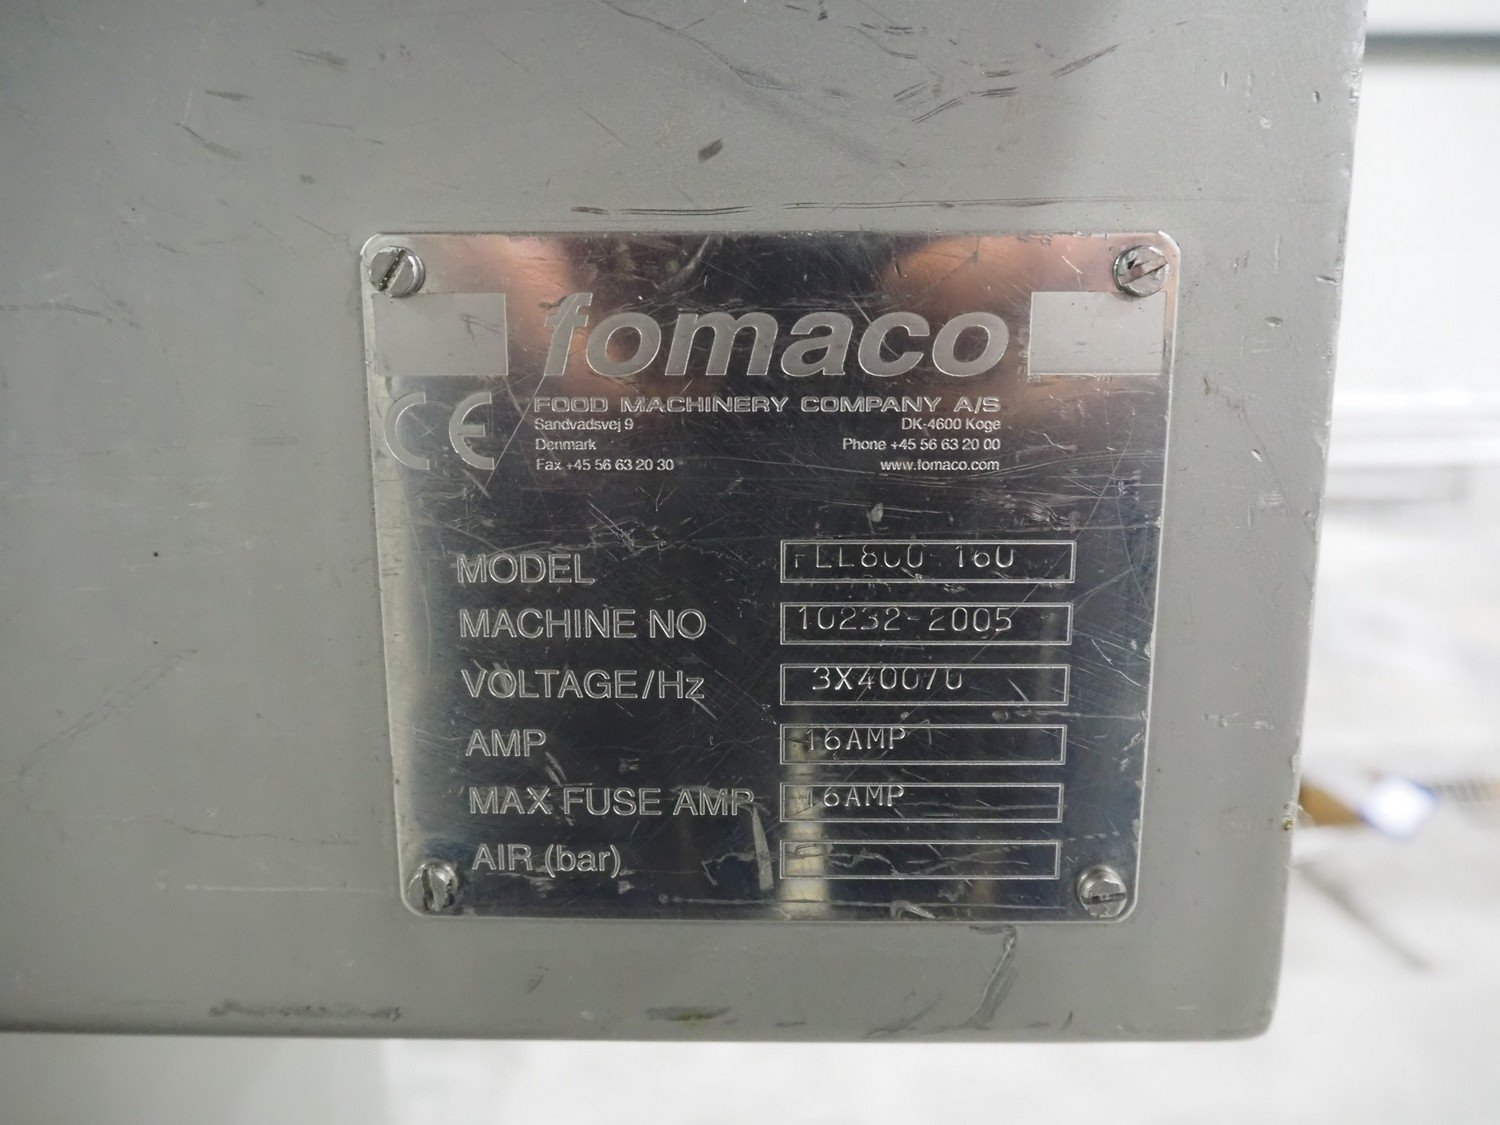 fomaco
CE
FOOD MACHINERY COMPANY A/S
Sandvadsvej 9 DK-4600 Koge
Denmark Phone +45 56 63 20 00
Fax +45 56 63 20 30 www.fomaco.com
MODEL 160
MACHINE NO 10232-2005
VOLTAGE/Hz 3X400/0
AMP 16AMP
MAX FUSE AMP 16AMP
AIR (bar)